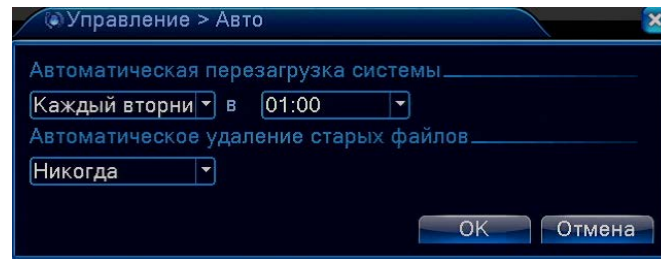 Управление > Авто
Автоматическая перезагрузка системы
Каждый вторни в 01:00
Автоматическое удаление старых файлов
Никогда
OK Отмена